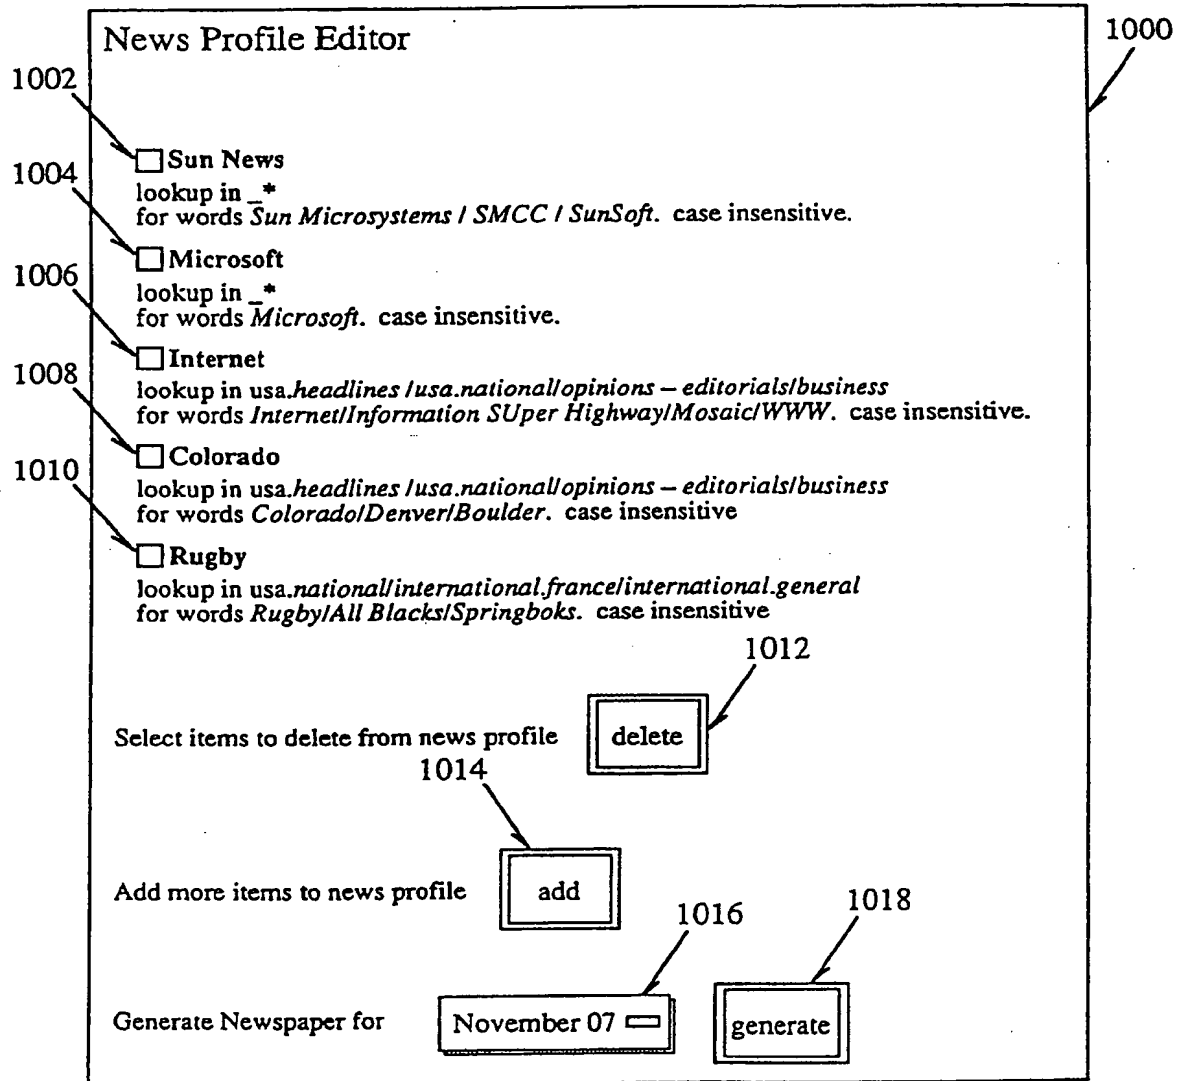 News Profile Editor
1000
1002
Sun News
1004
lookup in _*
for words Sun Microsystems / SMCC / SunSoft. case insensitive.
Microsoft
1006
lookup in _*
for words Microsoft. case insensitive.
Internet
1008
lookup in usa.headlines /usa.national/opinions – editorials/business
for words Internet/Information SUper Highway/Mosaic/WWW. case insensitive.
Colorado
1010
lookup in usa.headlines /usa.national/opinions – editorials/business
for words Colorado/Denver/Boulder. case insensitive
Rugby
lookup in usa.national/international.france/international.general
for words Rugby/All Blacks/Springboks. case insensitive
1012
Select items to delete from news profile delete
1014
Add more items to news profile add
1016
1018
Generate Newspaper for November 07 generate